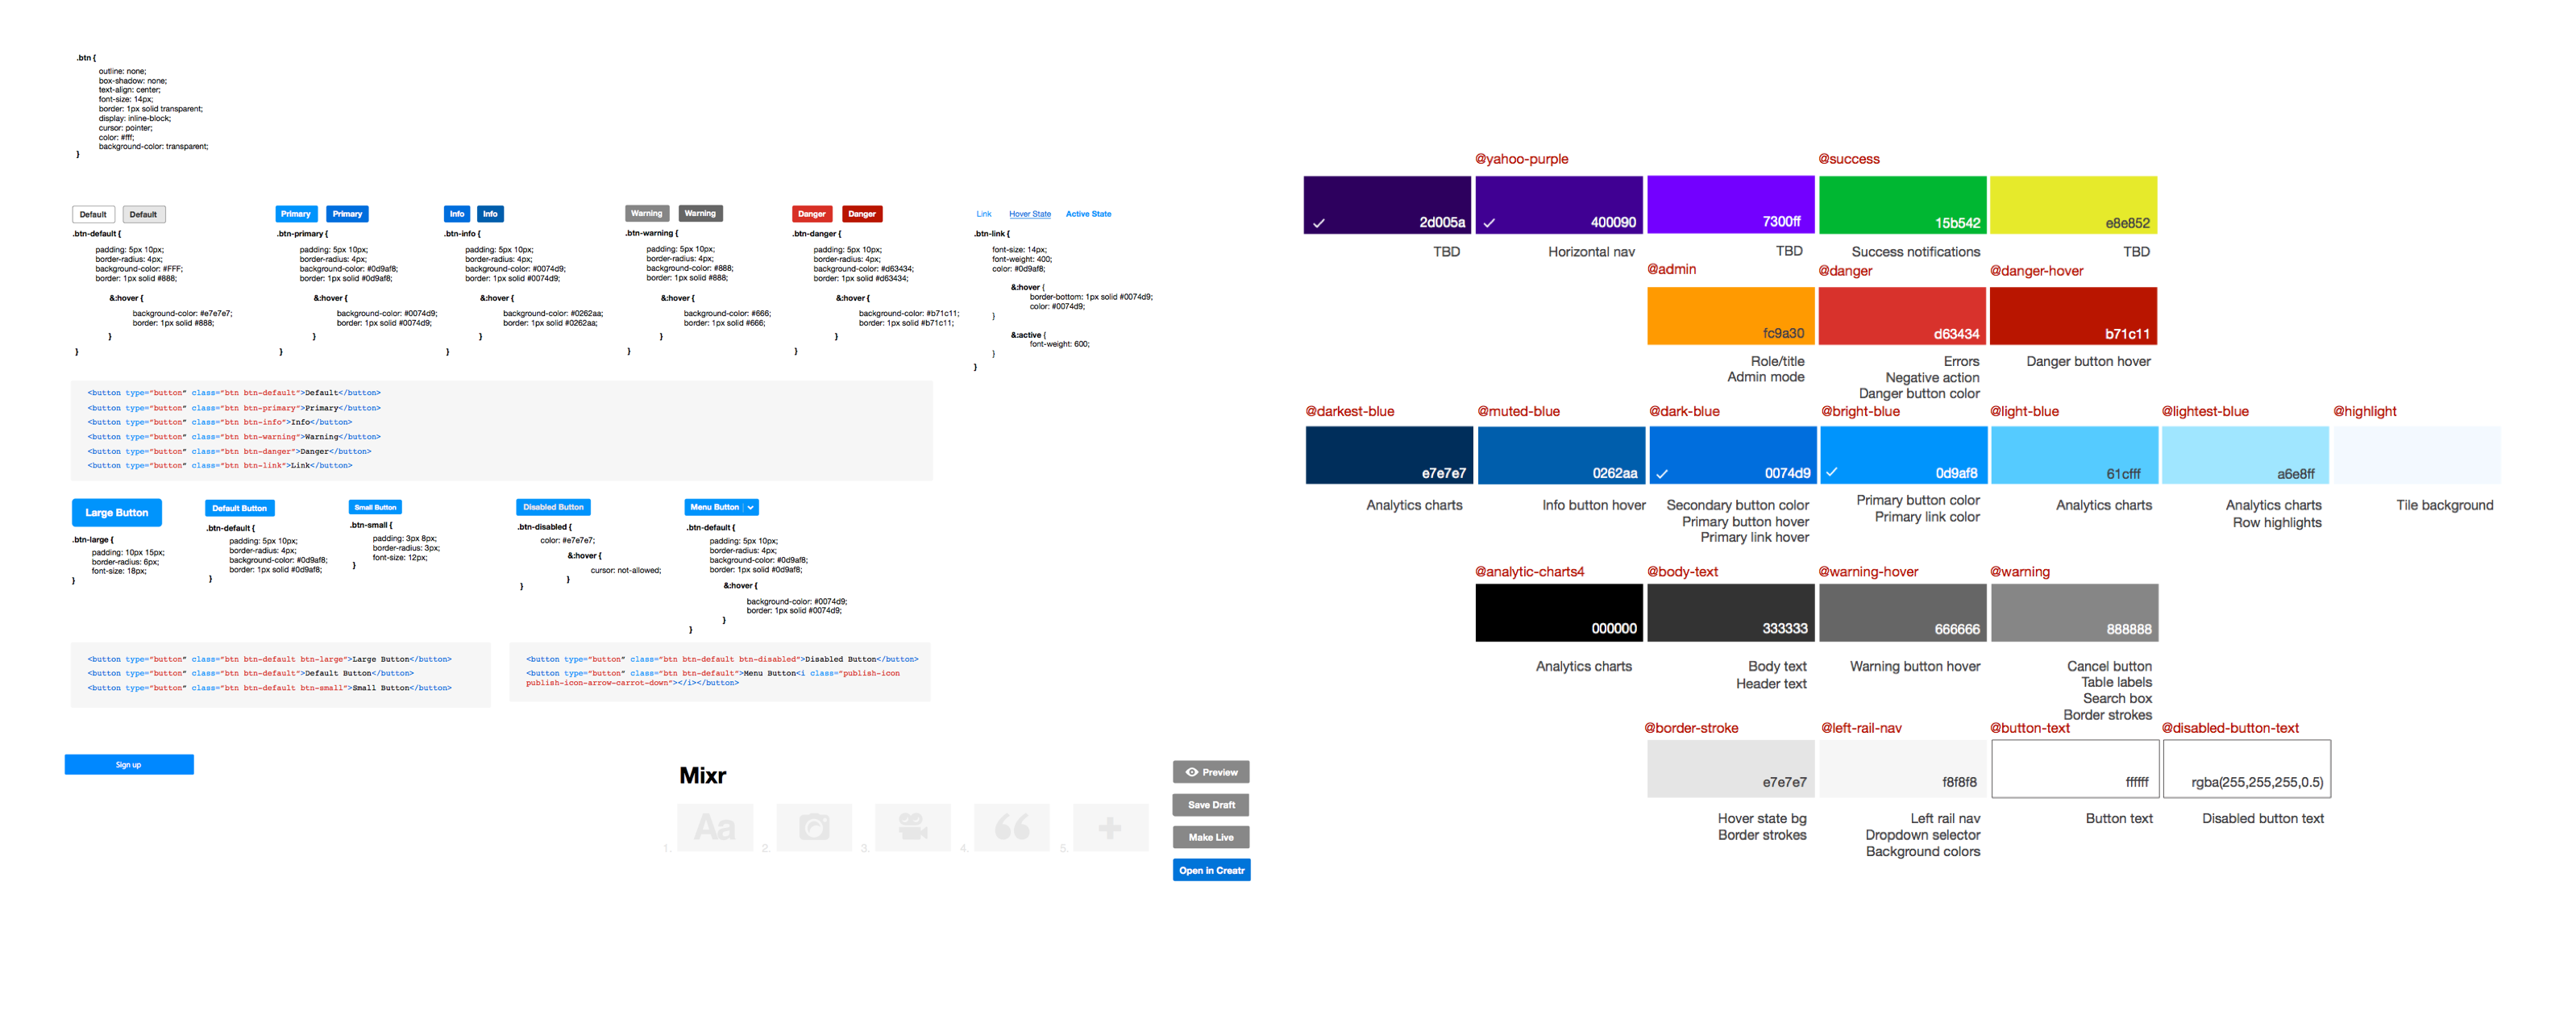 .btn {
outline: none;
box-shadow: none;
text-align: center;
font-size: 14px;
border: 1px solid transparent;
display: inline-block;
cursor: pointer;
color: #fff;
background-color: transparent;
}
Default Default
.btn-default {
padding: 5px 10px;
border-radius: 4px;
background-color: #FFF;
border: 1px solid #888;
&:hover {
background-color: #e7e7e7;
border: 1px solid #888;
}
}
Primary Primary
.btn-primary {
padding: 5px 10px;
border-radius: 4px;
background-color: #0d9af8;
border: 1px solid #0d9af8;
&:hover {
background-color: #0074d9;
border: 1px solid #0074d9;
}
}
Info Info
.btn-info {
padding: 5px 10px;
border-radius: 4px;
background-color: #0074d9;
border: 1px solid #0074d9;
&:hover {
background-color: #0262aa;
border: 1px solid #0262aa;
}
}
Warning Warning
.btn-warning {
padding: 5px 10px;
border-radius: 4px;
background-color: #888;
border: 1px solid #888;
&:hover {
background-color: #666;
border: 1px solid #666;
}
}
Danger Danger
.btn-danger {
padding: 5px 10px;
border-radius: 4px;
background-color: #d63434;
border: 1px solid #d63434;
&:hover {
background-color: #b71c11;
border: 1px solid #b71c11;
}
}
Link Hover State Active State
.btn-link {
font-size: 14px;
font-weight: 400;
color: #0d9af8;
&:hover {
border-bottom: 1px solid #0074d9;
color: #0074d9;
}
&:active {
font-weight: 600;
}
}
<button type="button" class="btn btn-default">Default</button>
<button type="button" class="btn btn-primary">Primary</button>
<button type="button" class="btn btn-info">Info</button>
<button type="button" class="btn btn-warning">Warning</button>
<button type="button" class="btn btn-danger">Danger</button>
<button type="button" class="btn btn-link">Link</button>
Large Button
.btn-large {
padding: 10px 15px;
border-radius: 6px;
font-size: 18px;
}
Default Button
.btn-default {
padding: 5px 10px;
border-radius: 4px;
background-color: #0d9af8;
border: 1px solid #0d9af8;
}
Small Button
.btn-small {
padding: 3px 8px;
border-radius: 3px;
font-size: 12px;
}
Disabled Button
.btn-disabled {
color: #e7e7e7;
&:hover {
cursor: not-allowed;
}
}
Menu Button
.btn-default {
padding: 5px 10px;
border-radius: 4px;
background-color: #0d9af8;
border: 1px solid #0d9af8;
&:hover {
background-color: #0074d9;
border: 1px solid #0074d9;
}
}
<button type="button" class="btn btn-default btn-large">Large Button</button>
<button type="button" class="btn btn-default">Default Button</button>
<button type="button" class="btn btn-default btn-small">Small Button</button>
<button type="button" class="btn btn-default btn-disabled">Disabled Button</button>
<button type="button" class="btn btn-default">Menu Button<i class="publish-icon
publish-icon-arrow-carrot-down"></i></button>
Sign up
Mixr
1. Aa 2. 3. 4. 5.
Preview
Save Draft
Make Live
Open in Creatr
@yahoo-purple @success
2d005a 400090 7300ff 15b542 e8e852
TBD Horizontal nav TBD Success notifications TBD
@admin @danger @danger-hover
fc9a30 d63434 b71c11
Role/title Errors Danger button hover
Admin mode Negative action
Danger button color
@darkest-blue @muted-blue @dark-blue @bright-blue @light-blue @lightest-blue @highlight
e7e7e7 0262aa 0074d9 0d9af8 61cfff a6e8ff
Analytics charts Info button hover Secondary button color Primary button color Analytics charts Analytics charts Tile background
Primary button hover Primary link color Row highlights
Primary link hover
@analytic-charts4 @body-text @warning-hover @warning
000000 333333 666666 888888
Analytics charts Body text Warning button hover Cancel button
Header text Table labels
Search box
Border strokes
@border-stroke @left-rail-nav @button-text @disabled-button-text
e7e7e7 f8f8f8 ffffff rgba(255,255,255,0.5)
Hover state bg Left rail nav Button text Disabled button text
Border strokes Dropdown selector
Background colors